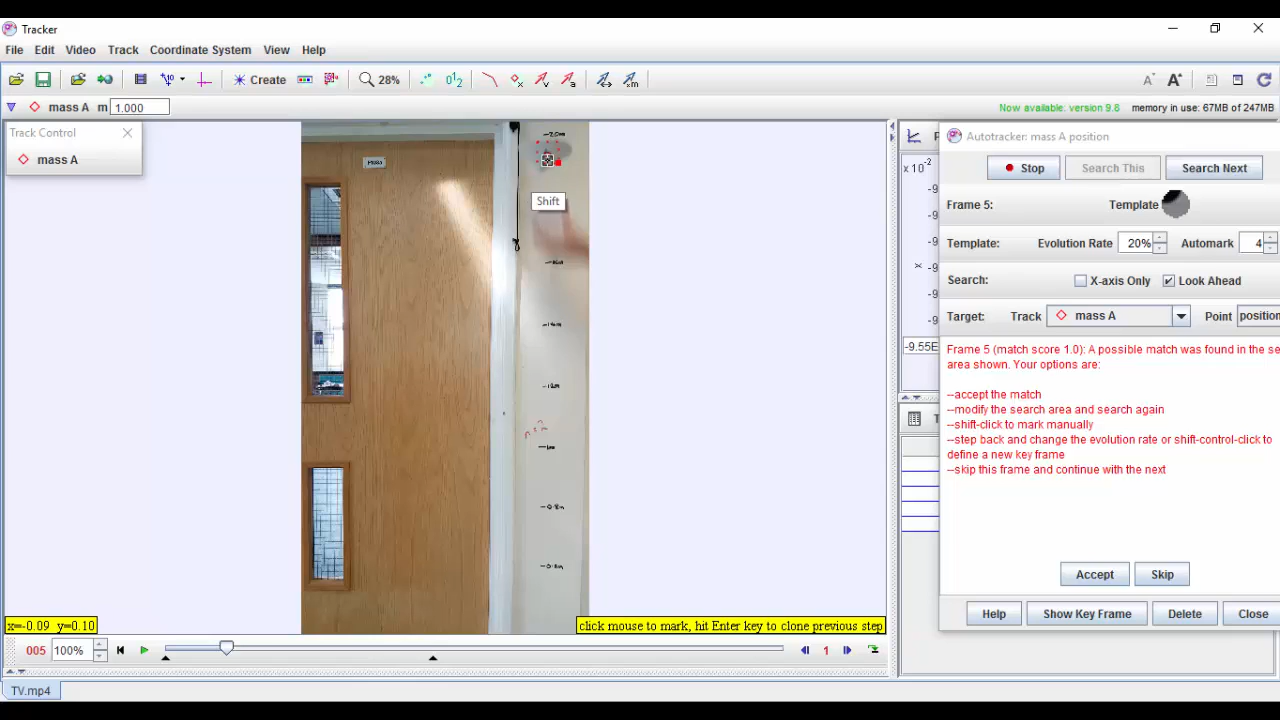 Tracker
File Edit Video Track Coordinate System View Help
Create 28%
mass A m 1.000 Now available: version 9.8 memory in use: 67MB of 247MB
Track Control
mass A
Shift
x10^-2
-9.55E
x=-0.09 y=0.10
click mouse to mark, hit Enter key to clone previous step
005 100% 1
TV.mp4
Autotracker: mass A position
Stop Search This Search Next
Frame 5: Template
Template: Evolution Rate 20% Automark 4
Search: X-axis Only Look Ahead
Target: Track mass A Point position
Frame 5 (match score 1.0): A possible match was found in the se
area shown. Your options are:
--accept the match
--modify the search area and search again
--shift-click to mark manually
--step back and change the evolution rate or shift-control-click to
define a new key frame
--skip this frame and continue with the next
Accept Skip
Help Show Key Frame Delete Close